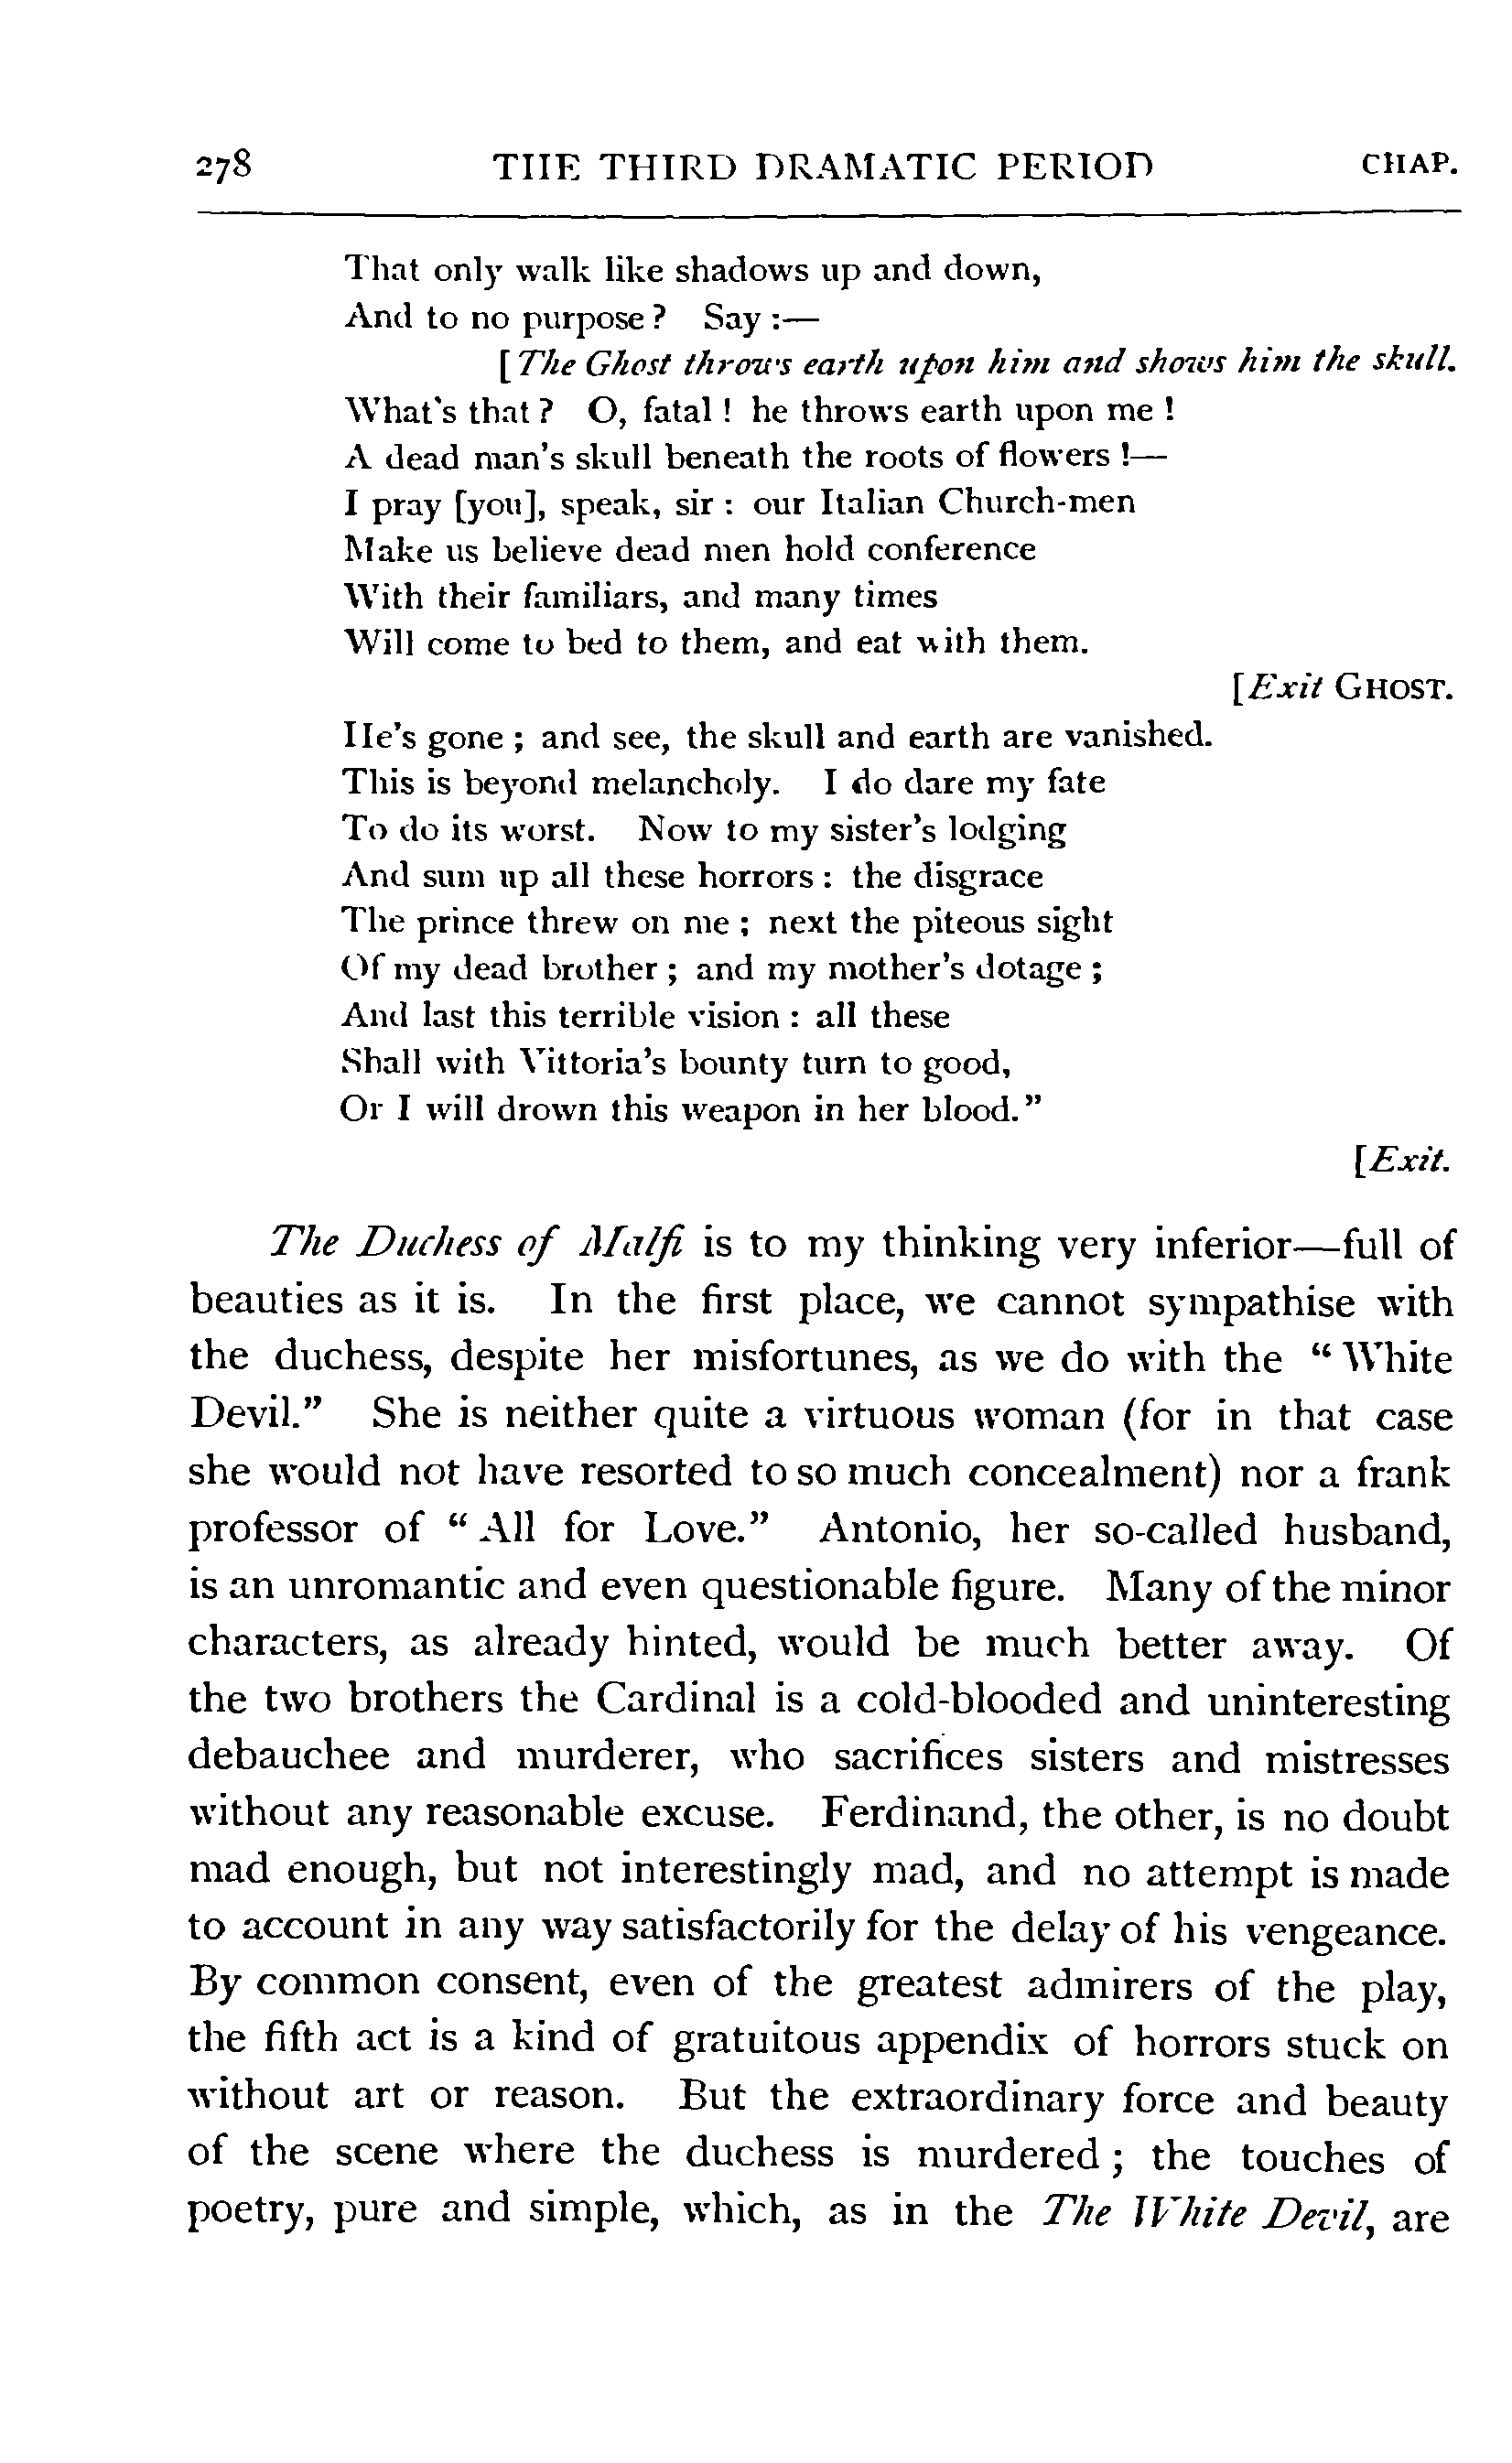 278 THE THIRD DRAMATIC PERIOD CHAP.
That only walk like shadows up and down,
And to no purpose ? Say :—
[The Ghost throws earth upon him and shows him the skull.
What's that ? O, fatal ! he throws earth upon me !
A dead man's skull beneath the roots of flowers !—
I pray [you], speak, sir : our Italian Church-men
Make us believe dead men hold conference
With their familiars, and many times
Will come to bed to them, and eat with them.
[Exit GHOST.
He's gone ; and see, the skull and earth are vanished.
This is beyond melancholy. I do dare my fate
To do its worst. Now to my sister's lodging
And sum up all these horrors : the disgrace
The prince threw on me ; next the piteous sight
Of my dead brother ; and my mother's dotage ;
And last this terrible vision : all these
Shall with Vittoria's bounty turn to good,
Or I will drown this weapon in her blood."
[Exit.
The Duchess of Malfi is to my thinking very inferior—full of
beauties as it is. In the first place, we cannot sympathise with
the duchess, despite her misfortunes, as we do with the "White
Devil." She is neither quite a virtuous woman (for in that case
she would not have resorted to so much concealment) nor a frank
professor of "All for Love." Antonio, her so-called husband,
is an unromantic and even questionable figure. Many of the minor
characters, as already hinted, would be much better away. Of
the two brothers the Cardinal is a cold-blooded and uninteresting
debauchee and murderer, who sacrifices sisters and mistresses
without any reasonable excuse. Ferdinand, the other, is no doubt
mad enough, but not interestingly mad, and no attempt is made
to account in any way satisfactorily for the delay of his vengeance.
By common consent, even of the greatest admirers of the play,
the fifth act is a kind of gratuitous appendix of horrors stuck on
without art or reason. But the extraordinary force and beauty
of the scene where the duchess is murdered ; the touches of
poetry, pure and simple, which, as in the The White Devil, are